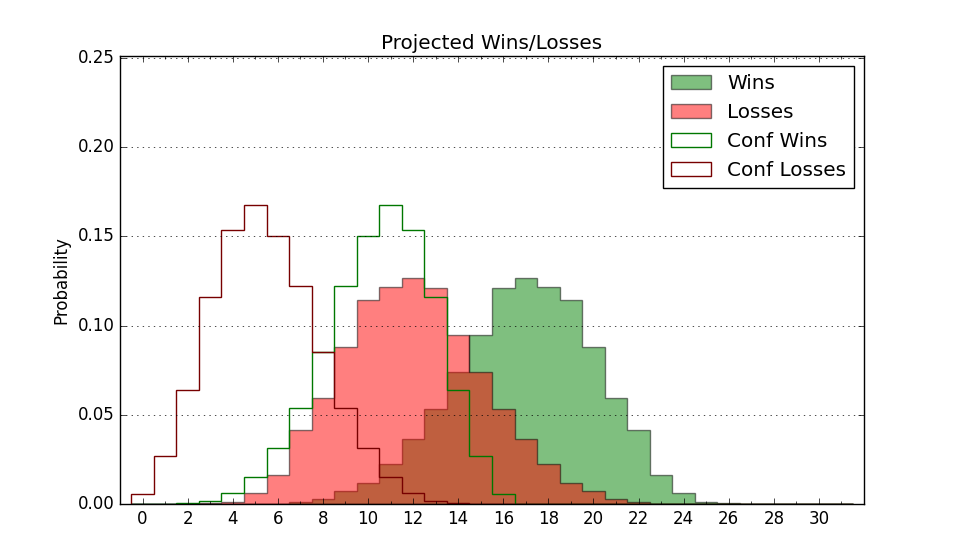 Projected Wins/Losses
0.25
0.20
0.15
0.10
0.05
0.00
Probability
Wins
Losses
Conf Wins
Conf Losses
0 2 4 6 8 10 12 14 16 18 20 22 24 26 28 30